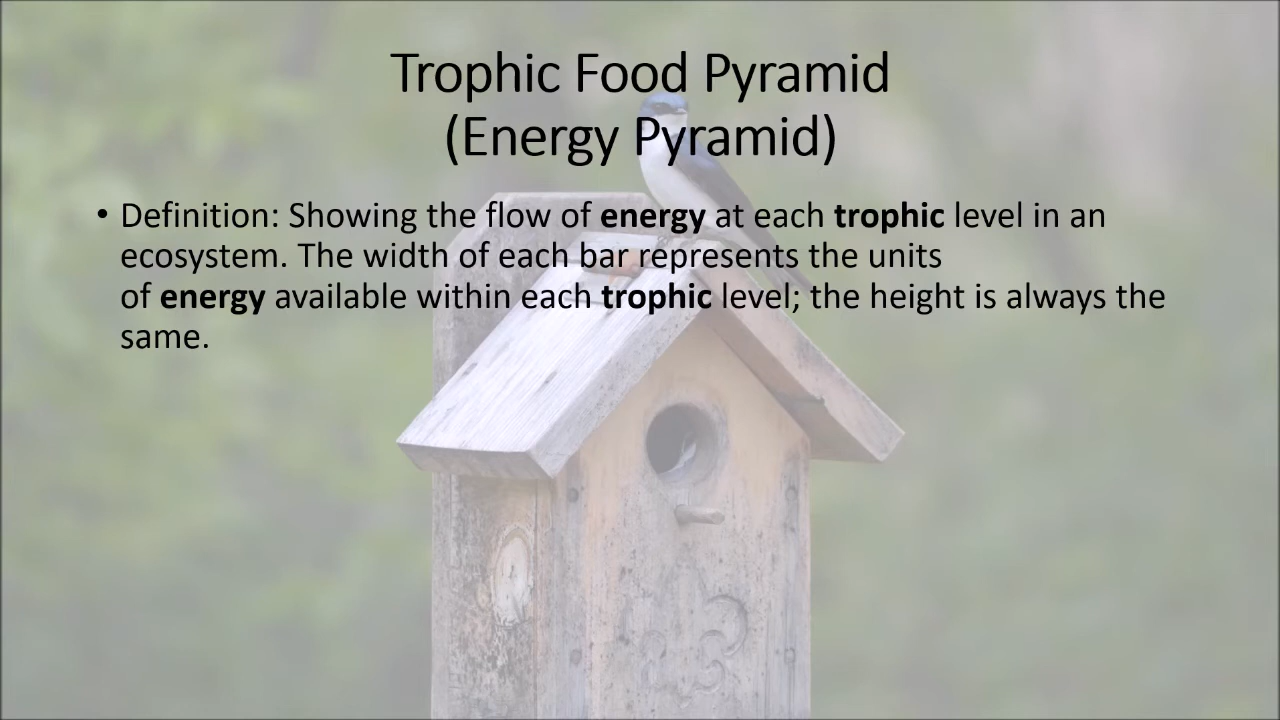 Trophic Food Pyramid
(Energy Pyramid)
• Definition: Showing the flow of energy at each trophic level in an
ecosystem. The width of each bar represents the units
of energy available within each trophic level; the height is always the
same.